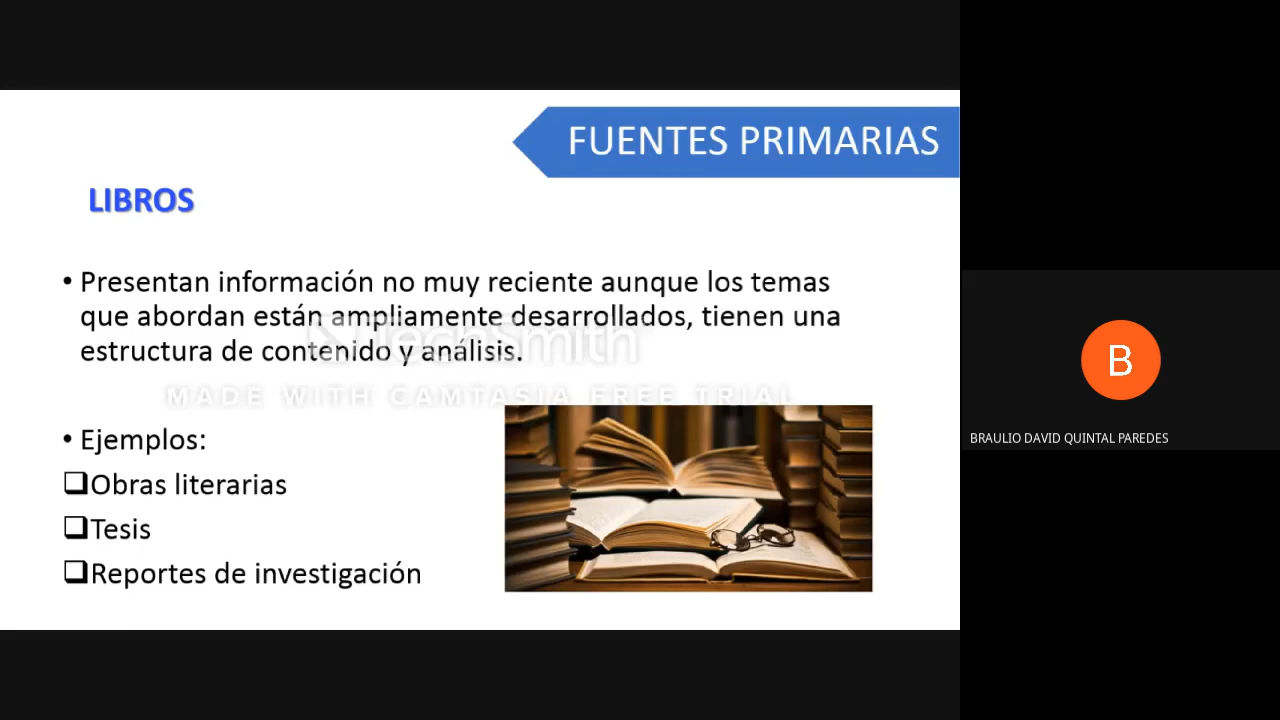 FUENTES PRIMARIAS
LIBROS
• Presentan información no muy reciente aunque los temas
que abordan están ampliamente desarrollados, tienen una
estructura de contenido y análisis.
TechSmith
MADE WITH CAMTASIA FREE TRIAL
• Ejemplos:
❑Obras literarias
❑Tesis
❑Reportes de investigación
B
BRAULIO DAVID QUINTAL PAREDES